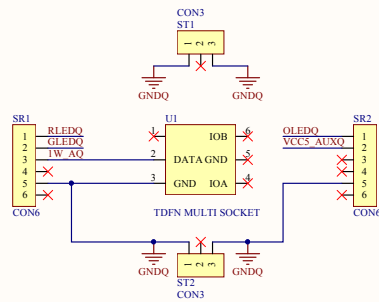 CON3
ST1
1 2 3
GNDQ GNDQ
SR1 U1 SR2
1 RLEDQ 1 IOB 6 OLEDQ 1
2 GLEDQ VCC5_AUXQ 2
3 1W_AQ 2 DATA GND 5 3
4 4
5 3 GND IOA 4 5
6 6
CON6 TDFN MULTI SOCKET CON6
GNDQ 1 2 3 GNDQ
ST2
CON3